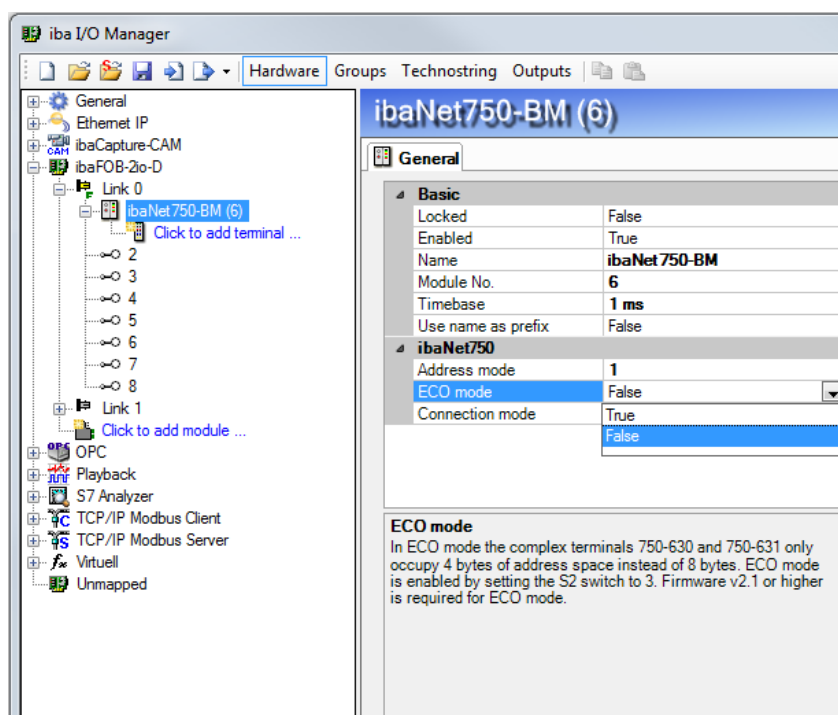 iba I/O Manager
Hardware Groups Technostring Outputs
General
Ethernet IP
ibaCapture-CAM
ibaFOB-2io-D
Link 0
ibaNet750-BM (6)
Click to add terminal ...
2
3
4
5
6
7
8
Link 1
Click to add module ...
OPC
Playback
S7 Analyzer
TCP/IP Modbus Client
TCP/IP Modbus Server
Virtuell
Unmapped
ibaNet750-BM (6)
General
Basic
Locked False
Enabled True
Name ibaNet750-BM
Module No. 6
Timebase 1 ms
Use name as prefix False
ibaNet750
Address mode 1
ECO mode False
Connection mode
True
False
ECO mode
In ECO mode the complex terminals 750-630 and 750-631 only
occupy 4 bytes of address space instead of 8 bytes. ECO mode
is enabled by setting the S2 switch to 3. Firmware v2.1 or higher
is required for ECO mode.